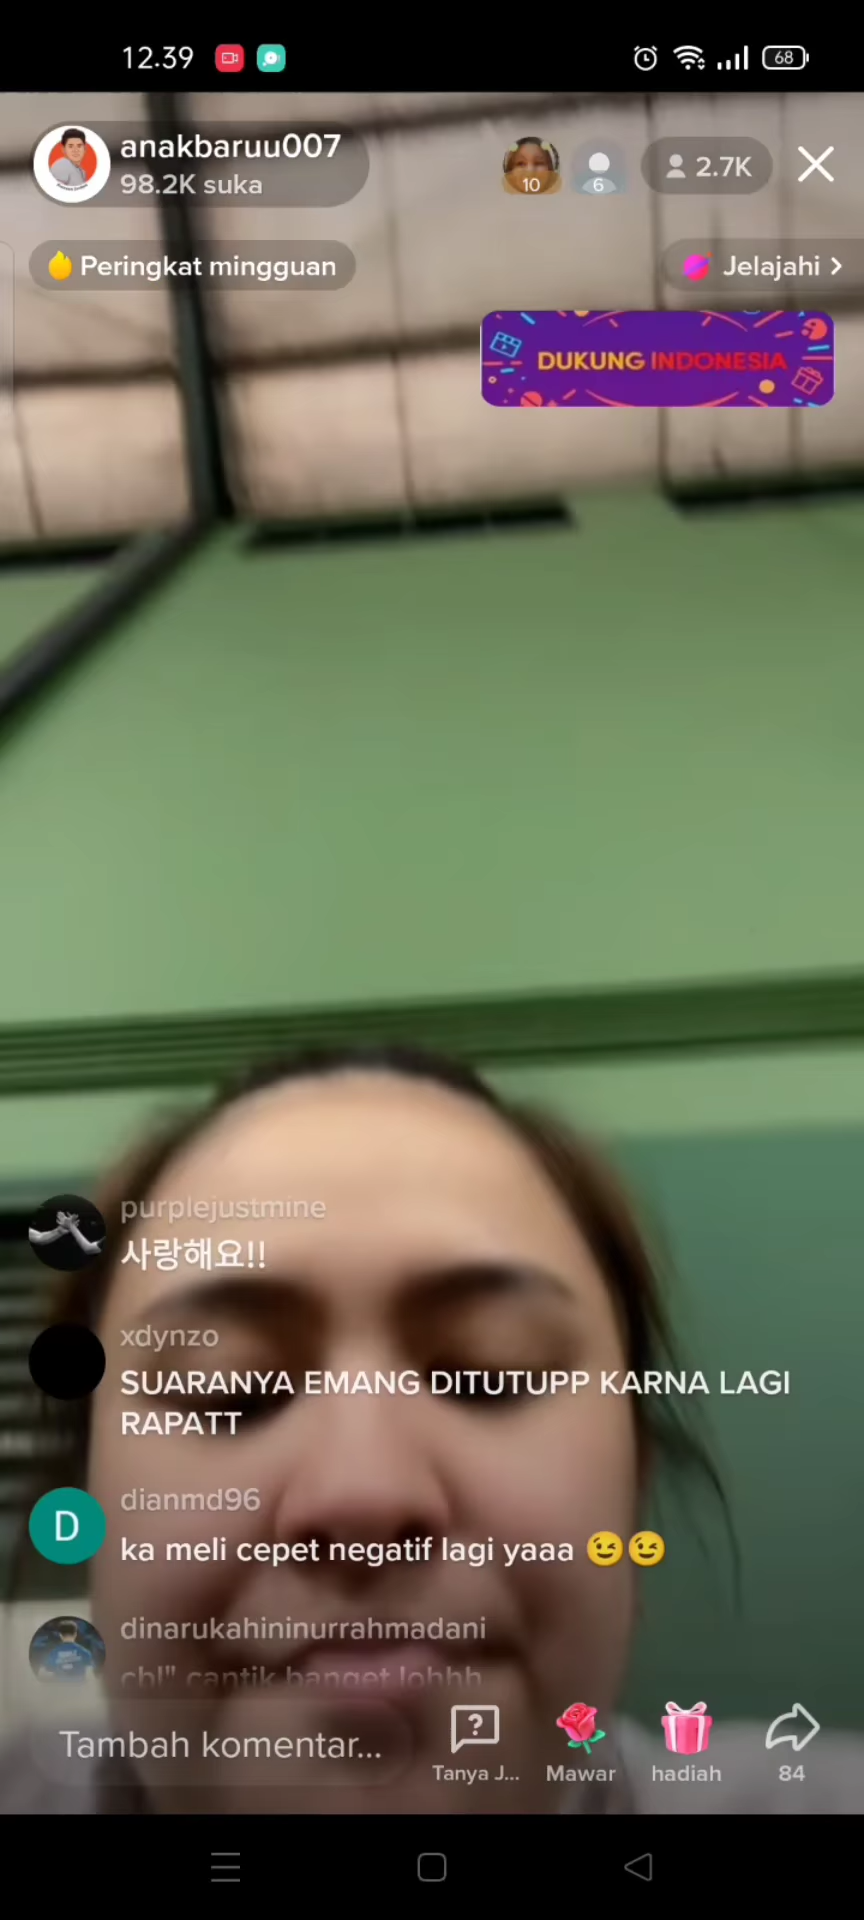 12.39
68
anakbaruu007
98.2K suka
10
6
2.7K
Peringkat mingguan
Jelajahi
DUKUNG INDONESIA
purplejustmine
사랑해요!!
xdynzo
SUARANYA EMANG DITUTUPP KARNA LAGI
RAPATT
D
dianmd96
ka meli cepet negatif lagi yaaa 😉😉
dinarukahininurrahmadani
cbl" cantik banget lohhh
Tambah komentar...
?
Tanya J...
Mawar
hadiah
84